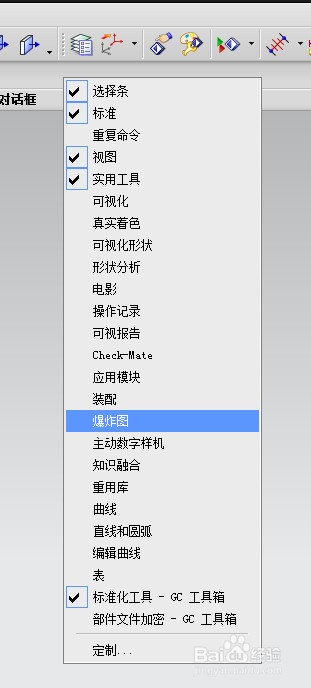 对话框
选择条
标准
重复命令
视图
实用工具
可视化
真实着色
可视化形状
形状分析
电影
操作记录
可视报告
Check-Mate
应用模块
装配
爆炸图
主动数字样机
知识融合
重用库
曲线
直线和圆弧
编辑曲线
表
标准化工具 - GC 工具箱
部件文件加密 - GC 工具箱
定制...
Baidu 经验